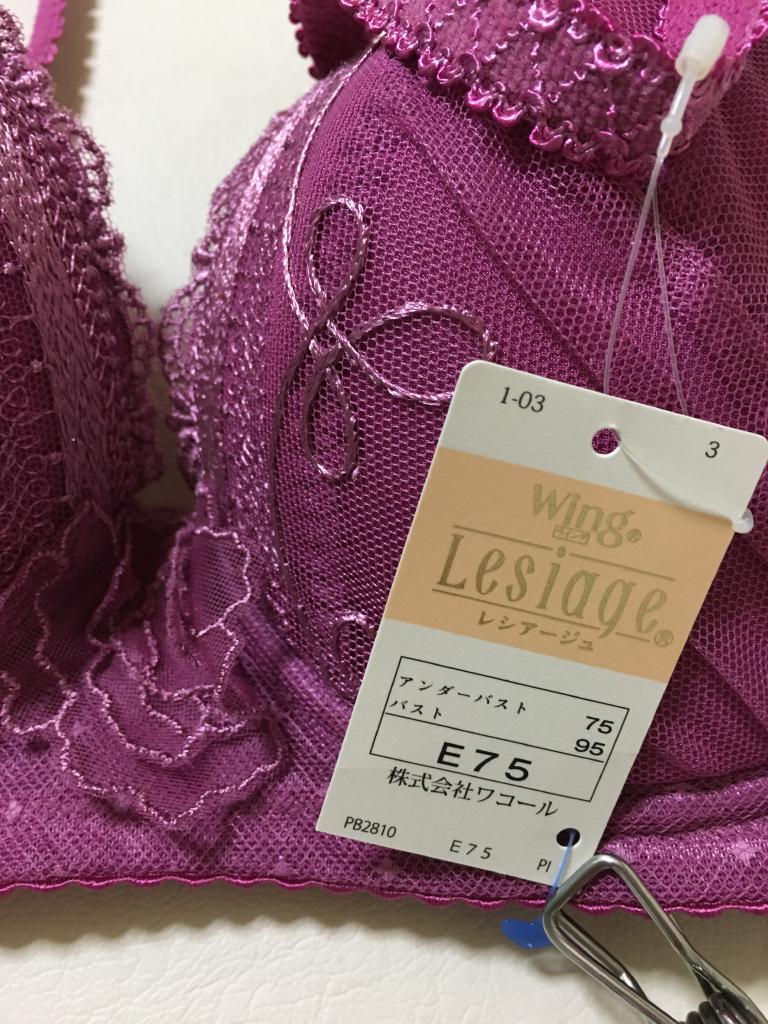 1-03
3
Wing®
ウイング
Lesiage®
レシアージュ
アンダーバスト 75
バスト 95
E75
株式会社ワコール
PB2810 E75 PI